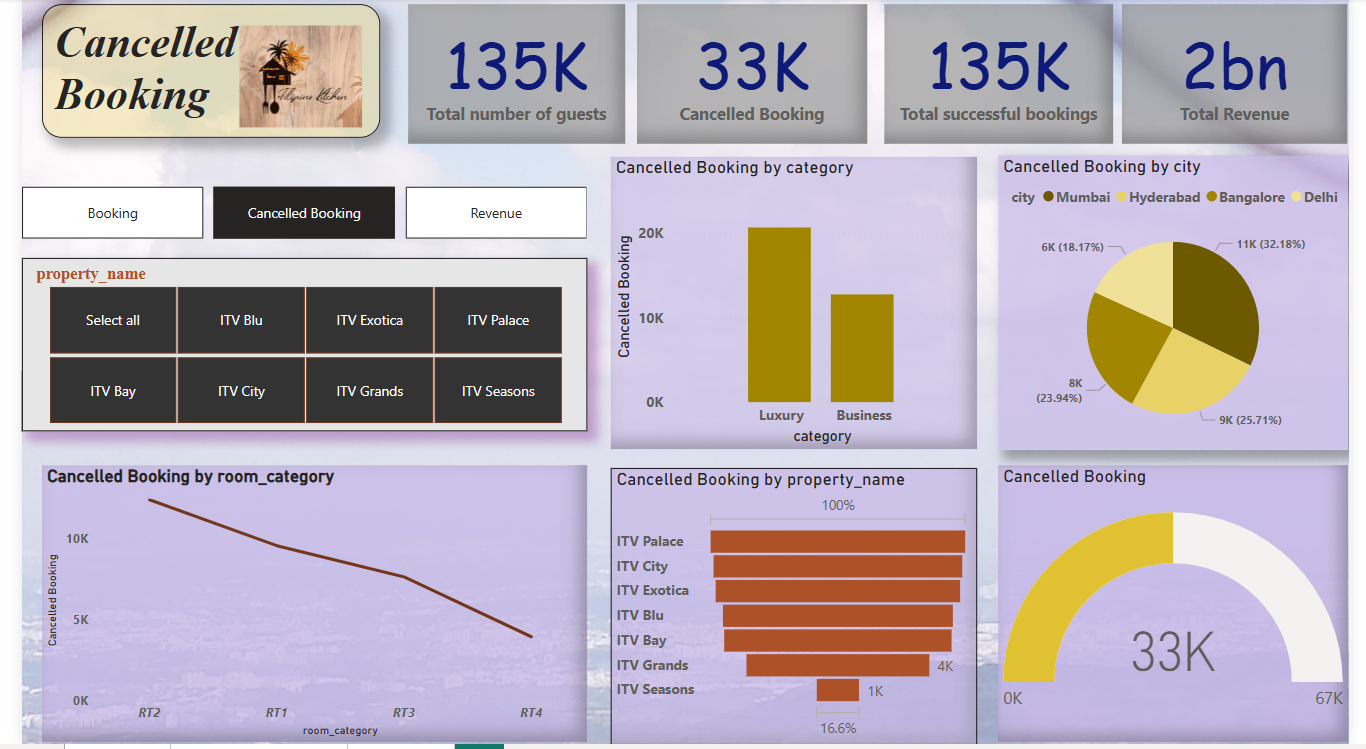 Cancelled
Booking
Filipino Kitchen
135K
Total number of guests
33K
Cancelled Booking
135K
Total successful bookings
2bn
Total Revenue
Booking
Cancelled Booking
Revenue
property_name
Select all
ITV Blu
ITV Exotica
ITV Palace
ITV Bay
ITV City
ITV Grands
ITV Seasons
Cancelled Booking by category
Cancelled Booking
20K
10K
0K
Luxury
Business
category
Cancelled Booking by city
city Mumbai Hyderabad Bangalore Delhi
6K (18.17%)
11K (32.18%)
8K
(23.94%)
9K (25.71%)
Cancelled Booking by room_category
Cancelled Booking
10K
5K
0K
RT2
RT1
RT3
RT4
room_category
Cancelled Booking by property_name
100%
ITV Palace
ITV City
ITV Exotica
ITV Blu
ITV Bay
ITV Grands
4K
ITV Seasons
1K
16.6%
Cancelled Booking
33K
0K
67K